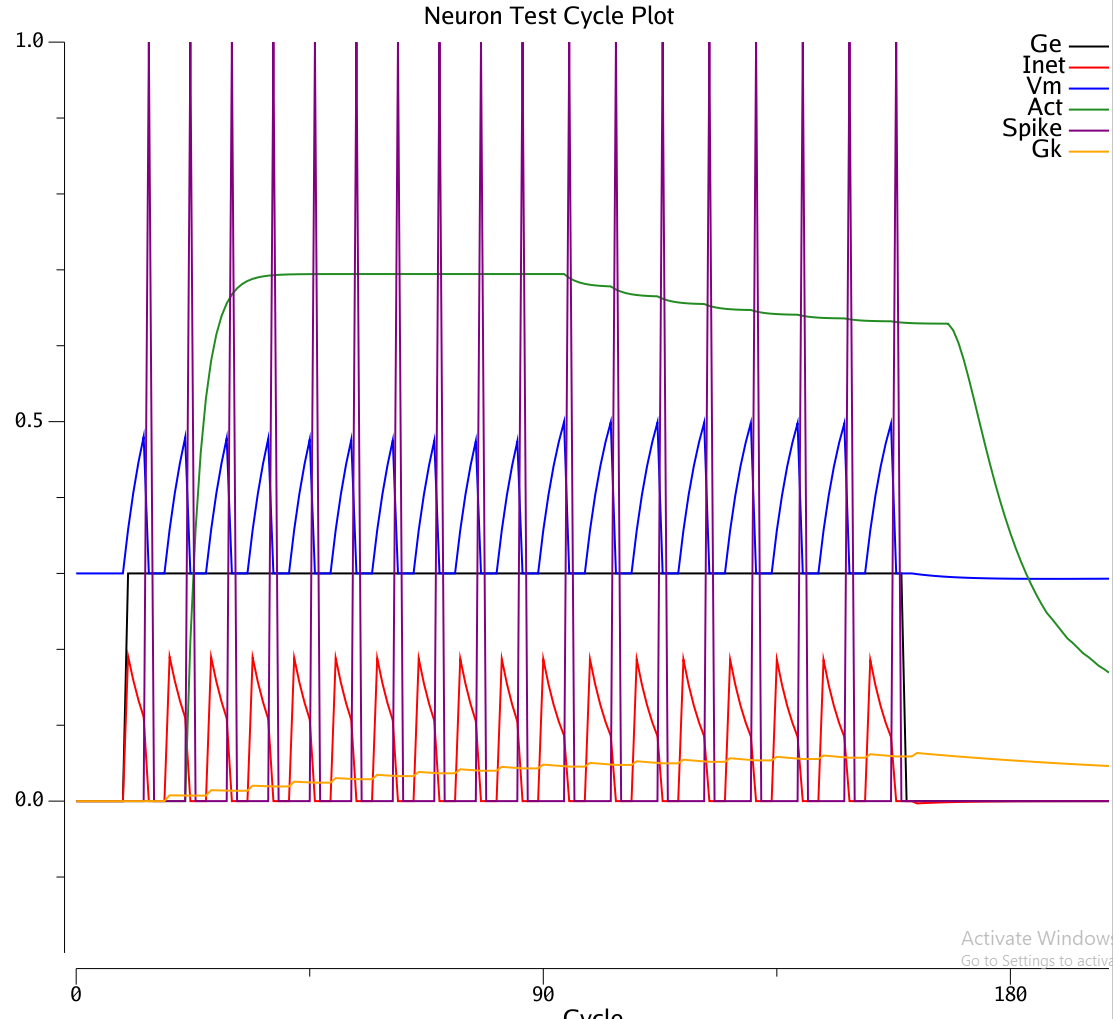 Neuron Test Cycle Plot
1.0
Ge
Inet
Vm
Act
Spike
Gk
0.5
0.0
Activate Windows
Go to Settings to activa
0
90
180
Cycle